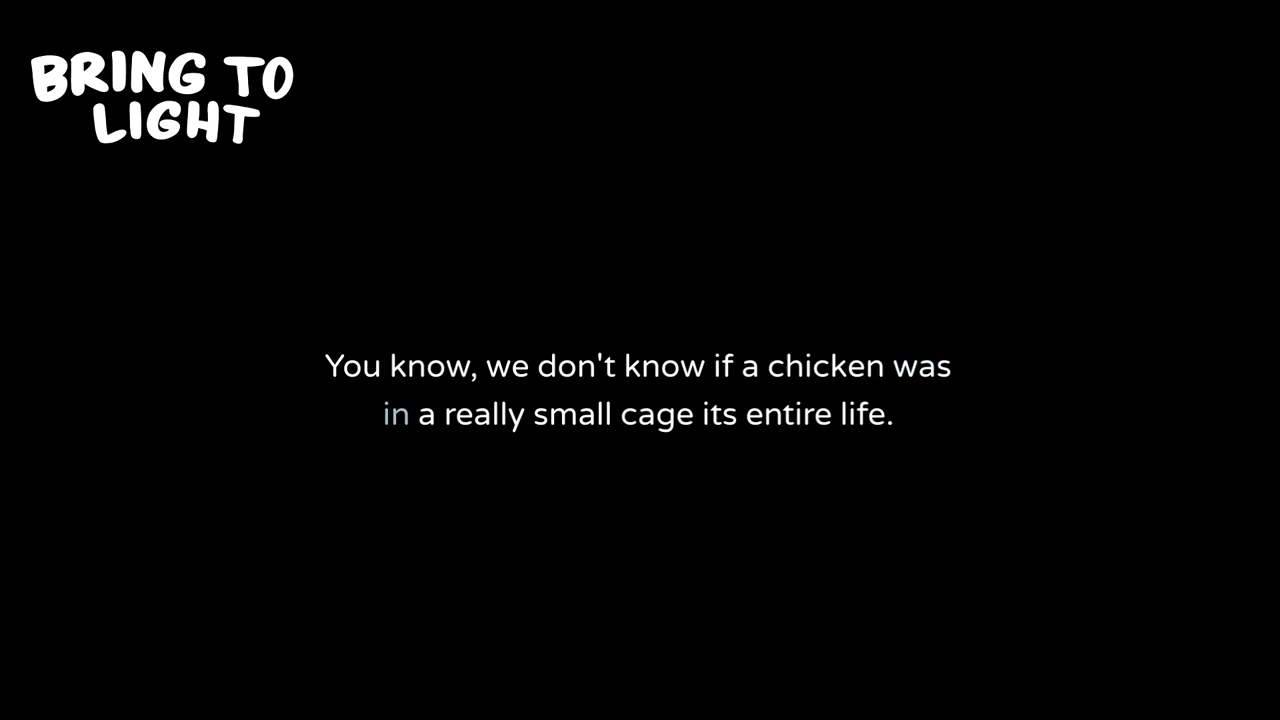 BRING TO
LIGHT
You know, we don't know if a chicken was
in a really small cage its entire life.